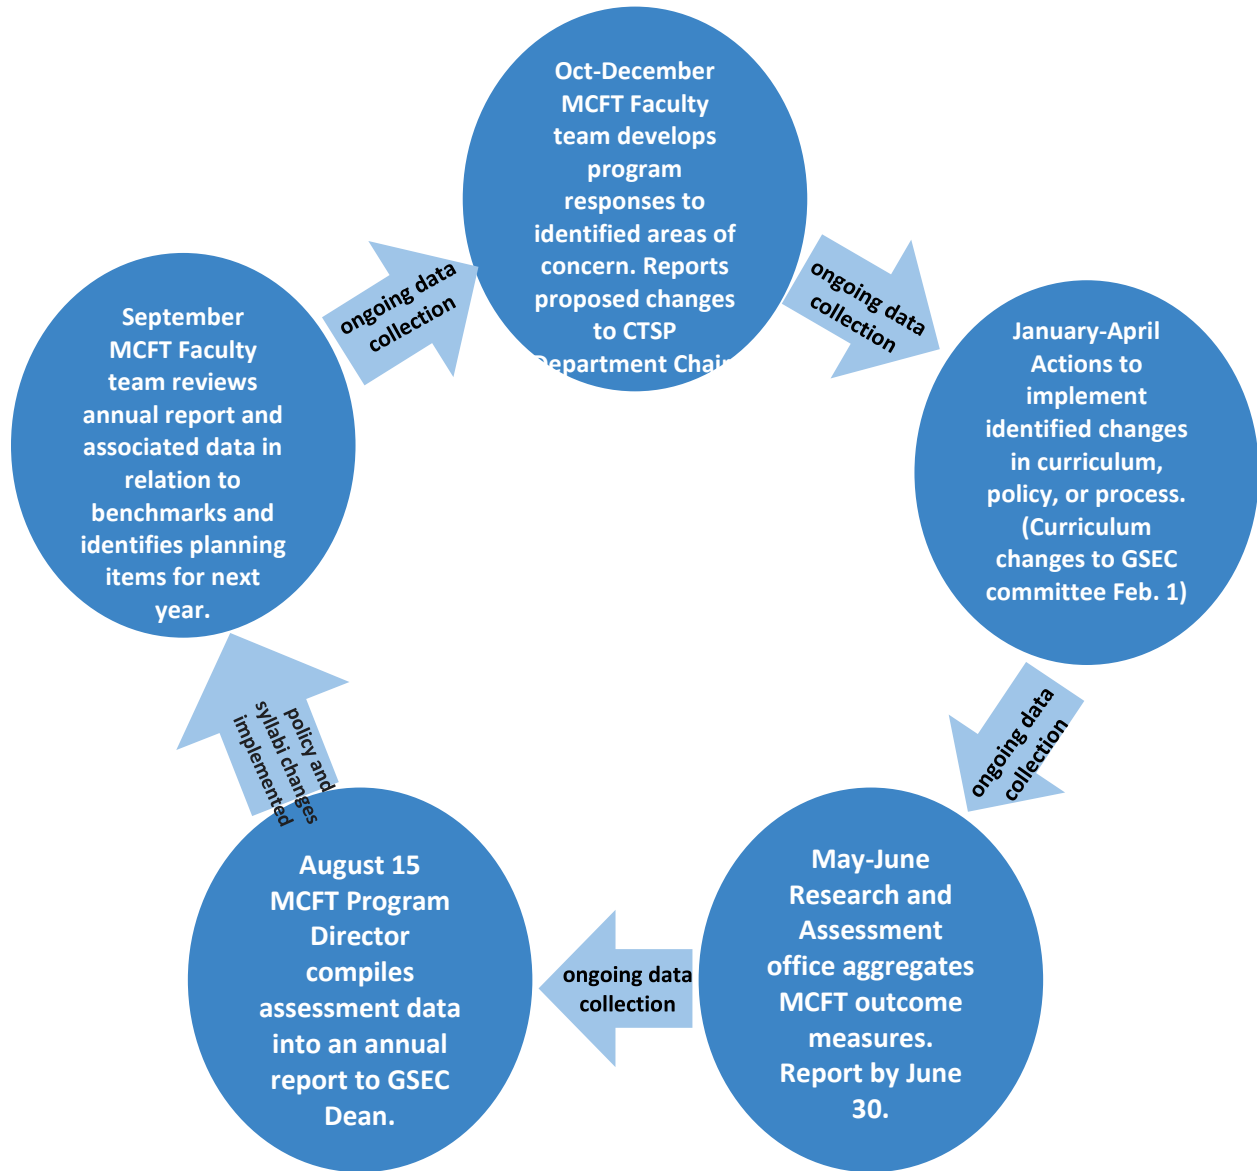 Oct-December
MCFT Faculty
team develops
program
responses to
identified areas of
concern. Reports
proposed changes
to CTSP
Department Chair
ongoing data
collection
January-April
Actions to
implement
identified changes
in curriculum,
policy, or process.
(Curriculum
changes to GSEC
committee Feb. 1)
ongoing data
collection
May-June
Research and
Assessment
office aggregates
MCFT outcome
measures.
Report by June
30.
ongoing data
collection
August 15
MCFT Program
Director
compiles
assessment data
into an annual
report to GSEC
Dean.
policy and
syllabi changes
implemented
September
MCFT Faculty
team reviews
annual report and
associated data in
relation to
benchmarks and
identifies planning
items for next
year.
ongoing data
collection